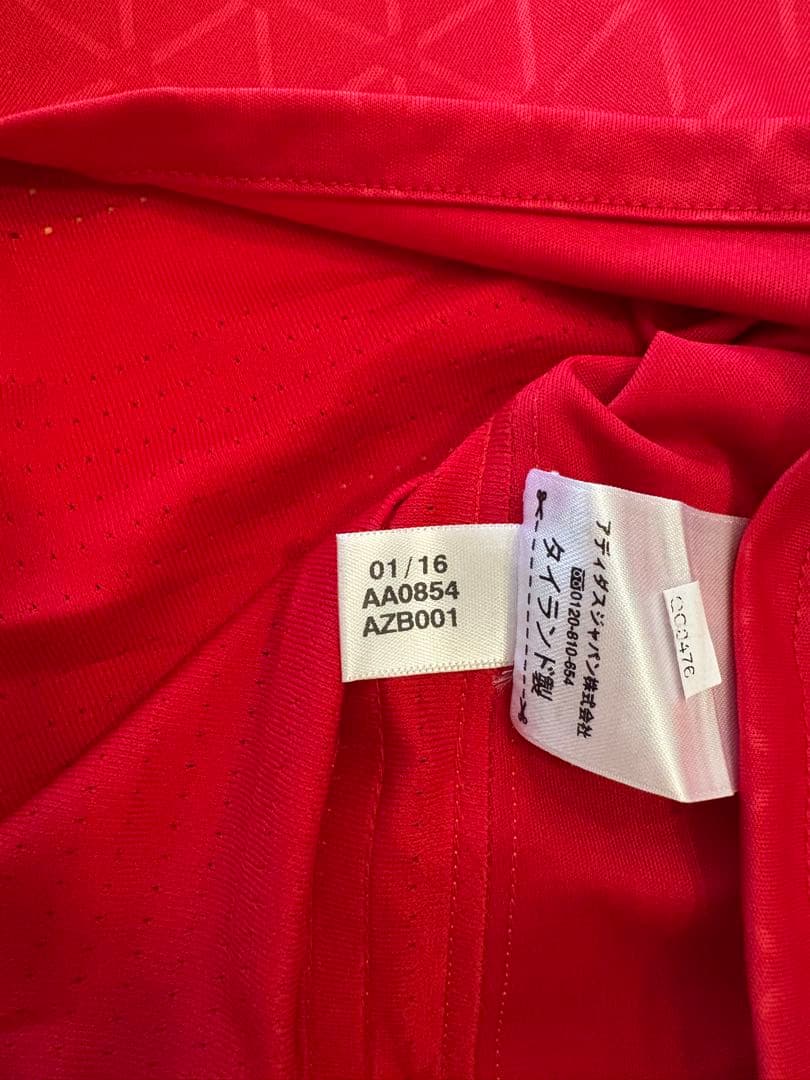 01/16
AA0854
AZB001
アディダスジャパン株式会社
0120-810-654
タイランド製